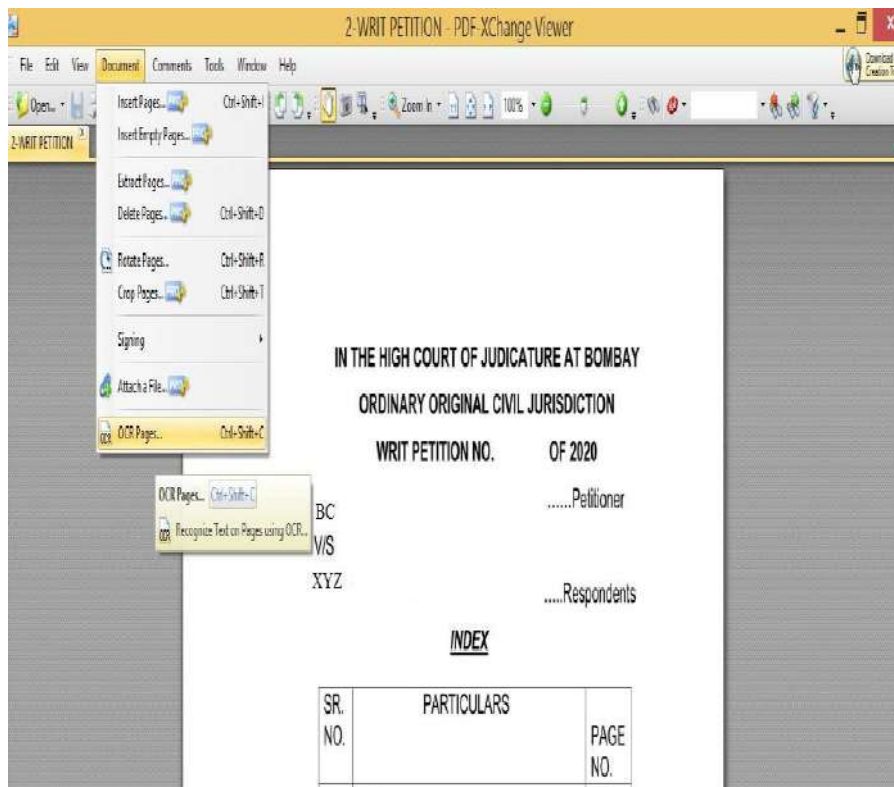 2-WRIT PETITION - PDF-XChange Viewer
File Edit View Document Comments Tools Window Help
Download
Creation
Open...
Zoom In
100%
2-WRIT PETITION
Insert Pages... Ctrl+Shift+I
Insert Empty Pages...
Extract Pages...
Delete Pages... Ctrl+Shift+D
Rotate Pages... Ctrl+Shift+R
Crop Pages... Ctrl+Shift+T
Signing
Attach a File...
OCR Pages... Ctrl+Shift+C
OCR Pages... Ctrl+Shift+C
Recognize Text on Pages using OCR...
IN THE HIGH COURT OF JUDICATURE AT BOMBAY
ORDINARY ORIGINAL CIVIL JURISDICTION
WRIT PETITION NO. OF 2020
BC ......Petitioner
V/S
XYZ .....Respondents
INDEX
SR.
NO.
PARTICULARS
PAGE
NO.